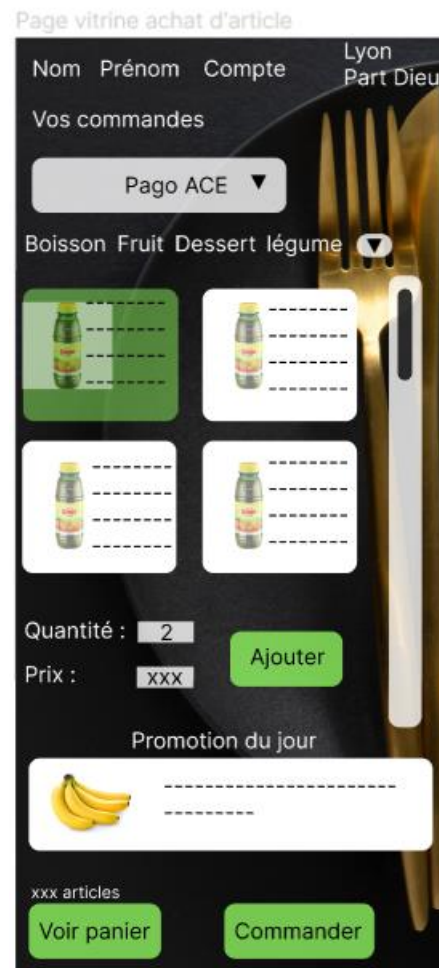 Page vitrine achat d'article
Nom Prénom Compte
Lyon
Part Dieu
Vos commandes
Pago ACE ▼
Boisson Fruit Dessert légume ▼
Quantité : 2
Prix : xxx
Ajouter
Promotion du jour
xxx articles
Voir panier
Commander